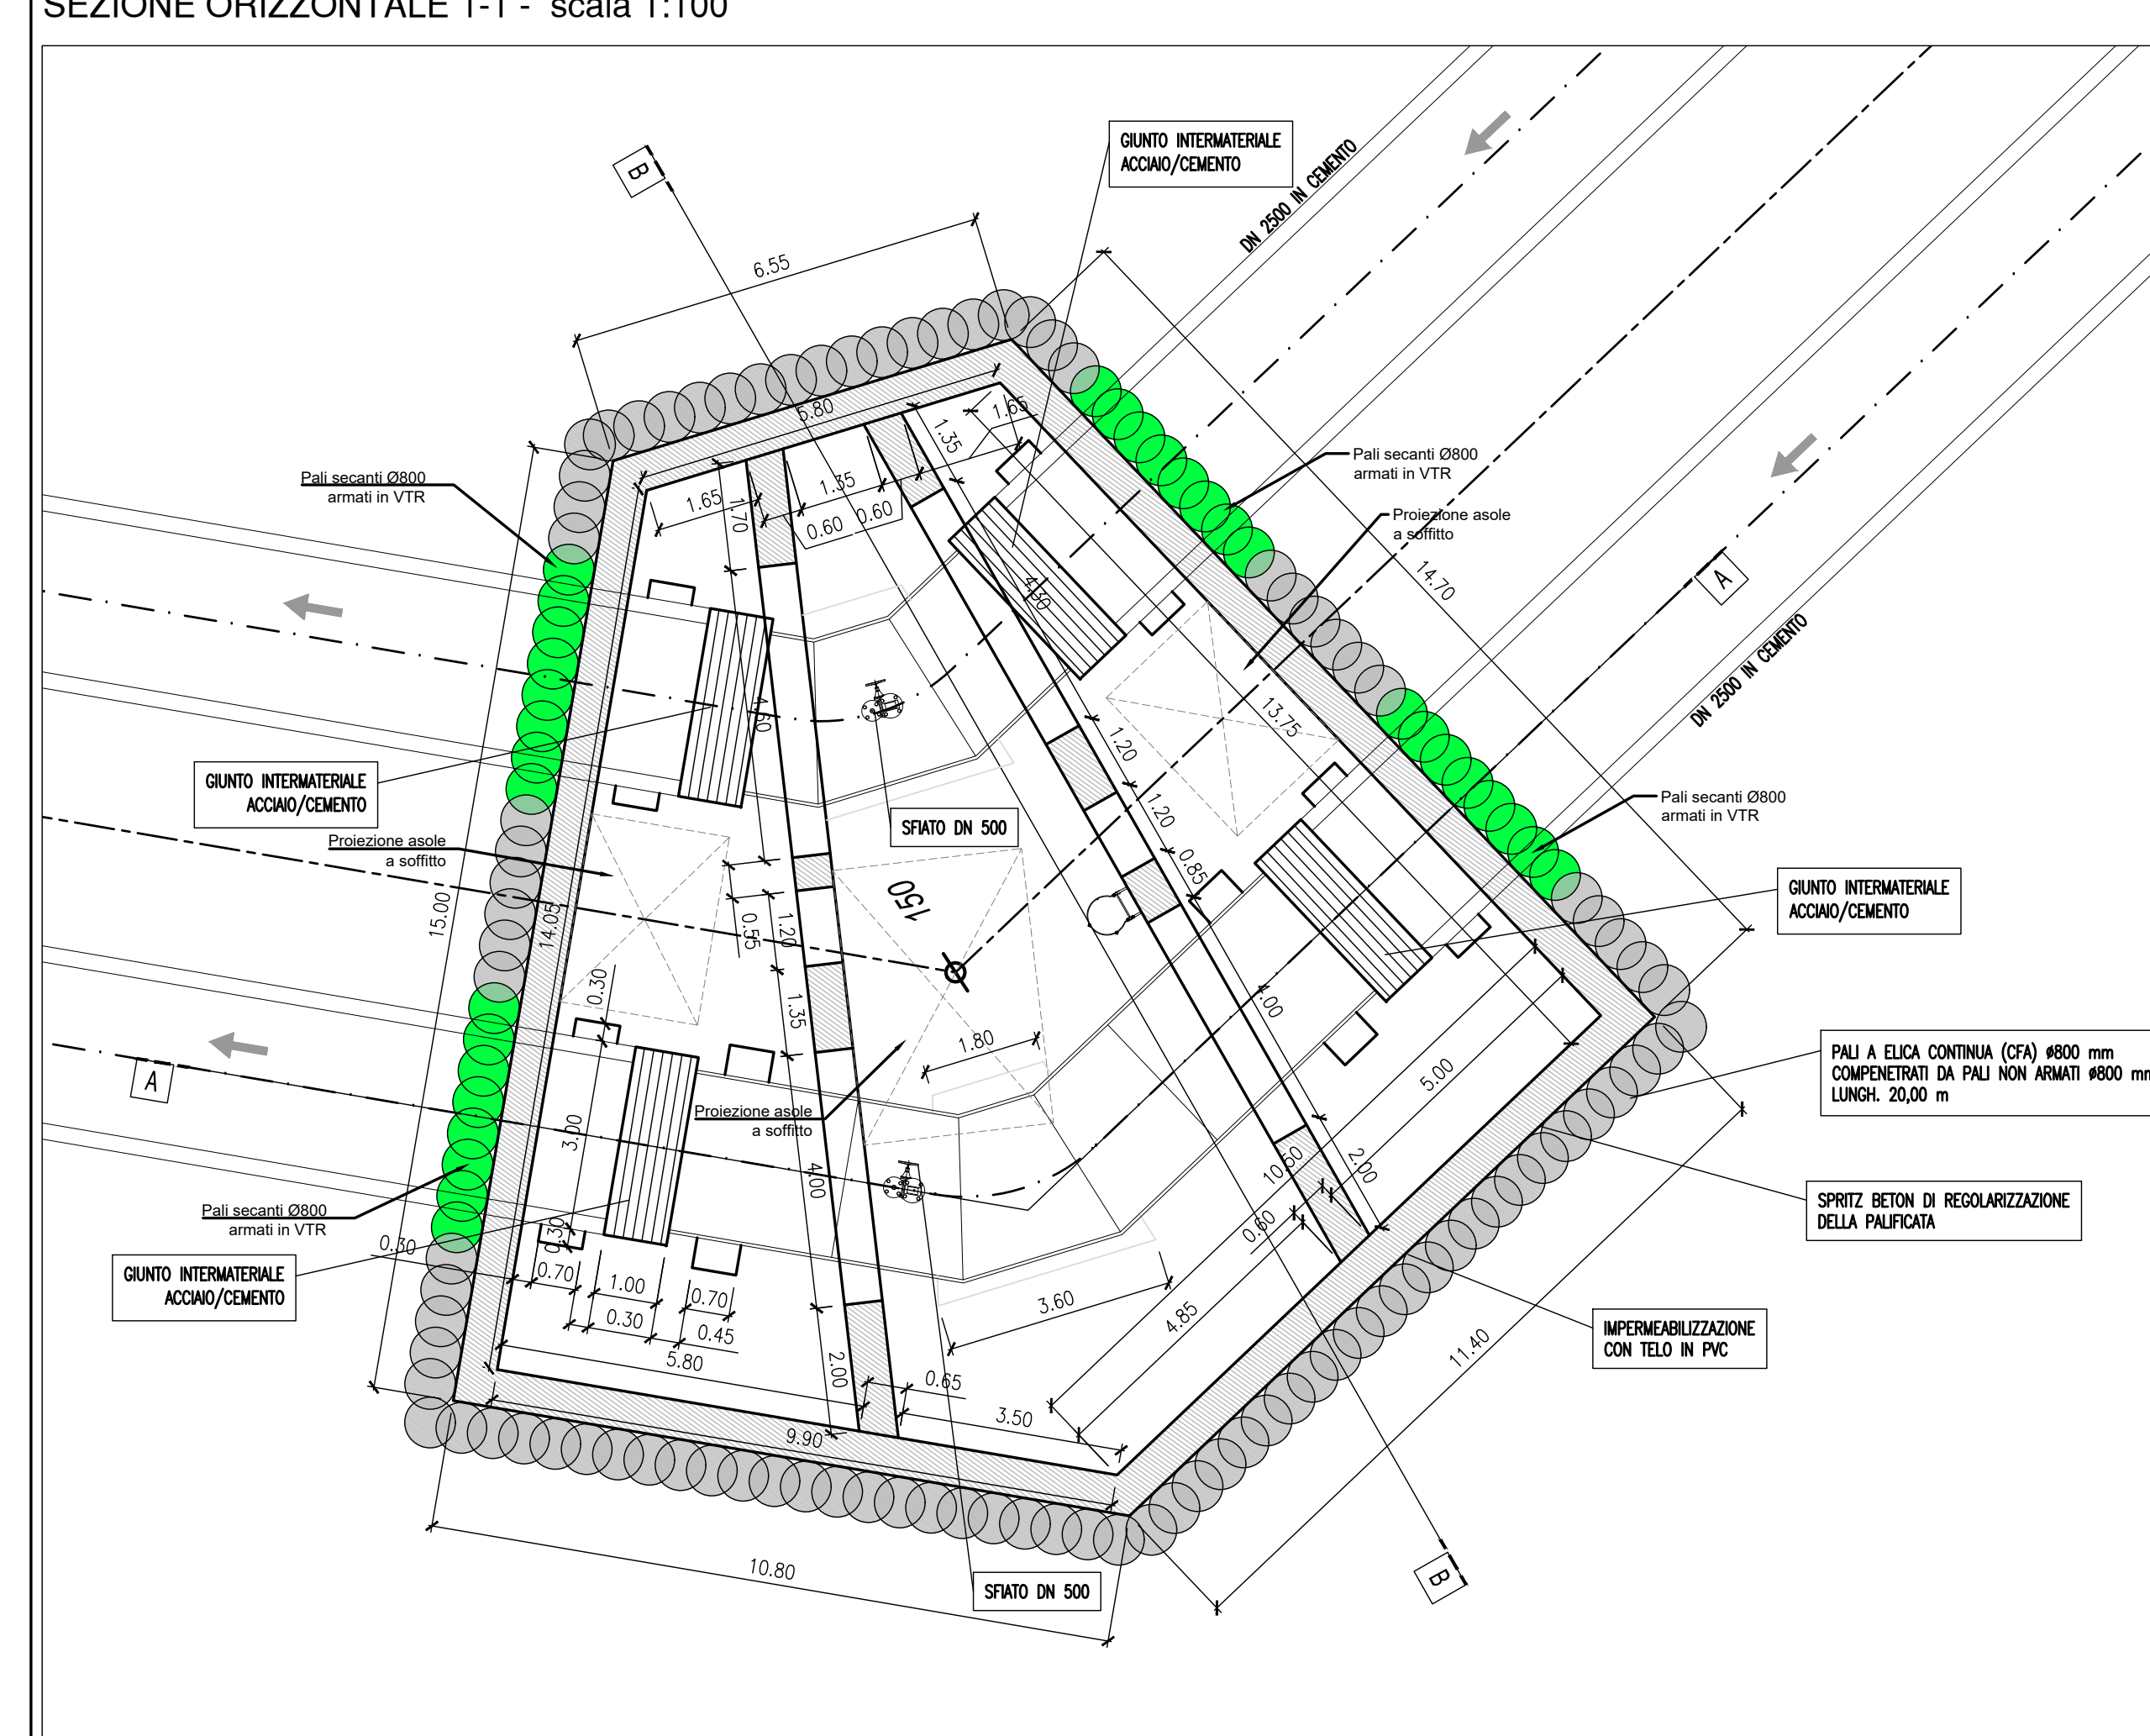 SEZIONE ORIZZONTALE 1-1 - scala 1:100
B
GIUNTO INTERMATERIALE
ACCIAIO/CEMENTO
DN 2500 IN CEMENTO
6.55
5.80
1.65
1.35
1.65
1.70
1.35
0.60
0.60
Pali secanti Ø800
armati in VTR
Pali secanti Ø800
armati in VTR
Proiezione asole
a soffitto
14.70
A
4.30
DN 2500 IN CEMENTO
13.75
4.60
1.20
1.20
0.85
GIUNTO INTERMATERIALE
ACCIAIO/CEMENTO
SFIATO DN 500
Proiezione asole
a soffitto
Pali secanti Ø800
armati in VTR
GIUNTO INTERMATERIALE
ACCIAIO/CEMENTO
150
15.00
14.05
0.55
1.20
1.35
0.30
4.00
1.80
5.00
A
PALI A ELICA CONTINUA (CFA) ø800 mm
COMPENETRATI DA PALI NON ARMATI ø800 mm
LUNGH. 20,00 m
Proiezione asole
a soffitto
3.00
4.00
10.50
2.00
SPRITZ BETON DI REGOLARIZZAZIONE
DELLA PALIFICATA
Pali secanti Ø800
armati in VTR
0.30
0.30
0.60
GIUNTO INTERMATERIALE
ACCIAIO/CEMENTO
0.70
1.00
0.70
0.30
0.45
5.80
3.60
4.85
2.00
0.65
3.50
IMPERMEABILIZZAZIONE
CON TELO IN PVC
11.40
9.90
10.80
SFIATO DN 500
B